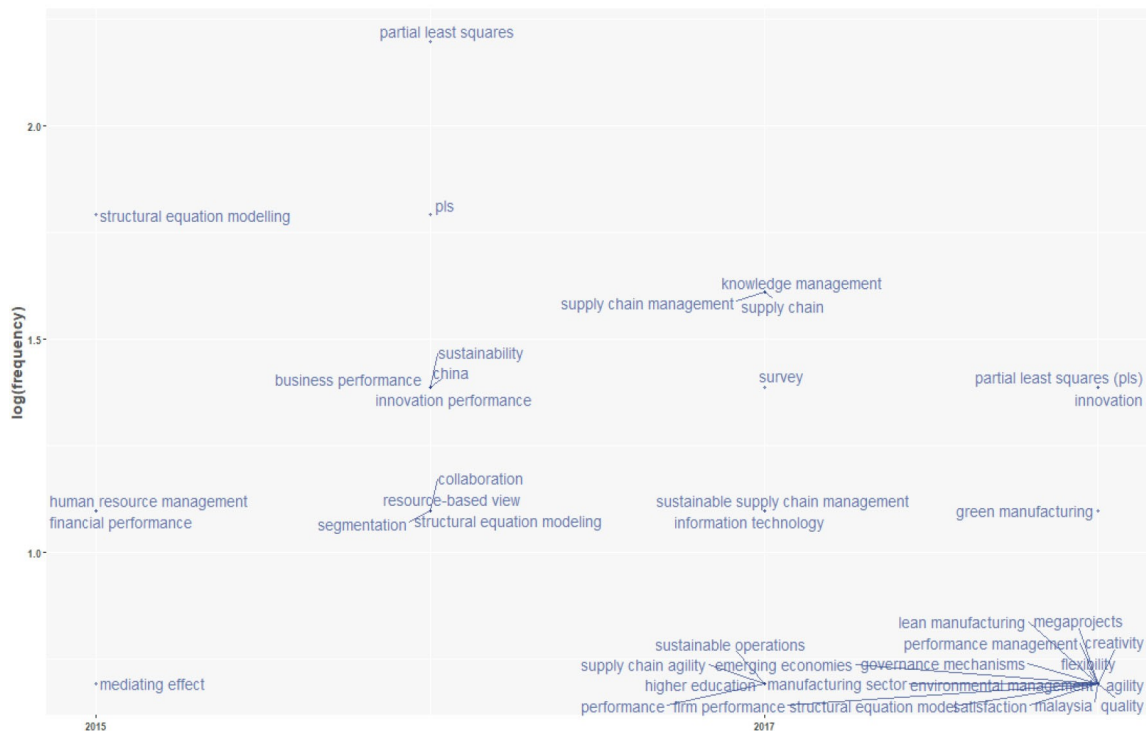 partial least squares
2.0
pls
structural equation modelling
knowledge management
supply chain management
supply chain
1.5
log(frequency)
sustainability
china
business performance
innovation performance
survey
partial least squares (pls)
innovation
collaboration
human resource management
resource-based view
sustainable supply chain management
financial performance
segmentation
structural equation modeling
information technology
green manufacturing
1.0
lean manufacturing
megaprojects
sustainable operations
performance management
creativity
supply chain agility
emerging economies
governance mechanisms
flexibility
mediating effect
higher education
manufacturing sector
environmental management
agility
performance
firm performance
structural equation model
satisfaction
malaysia
quality
2015
2017